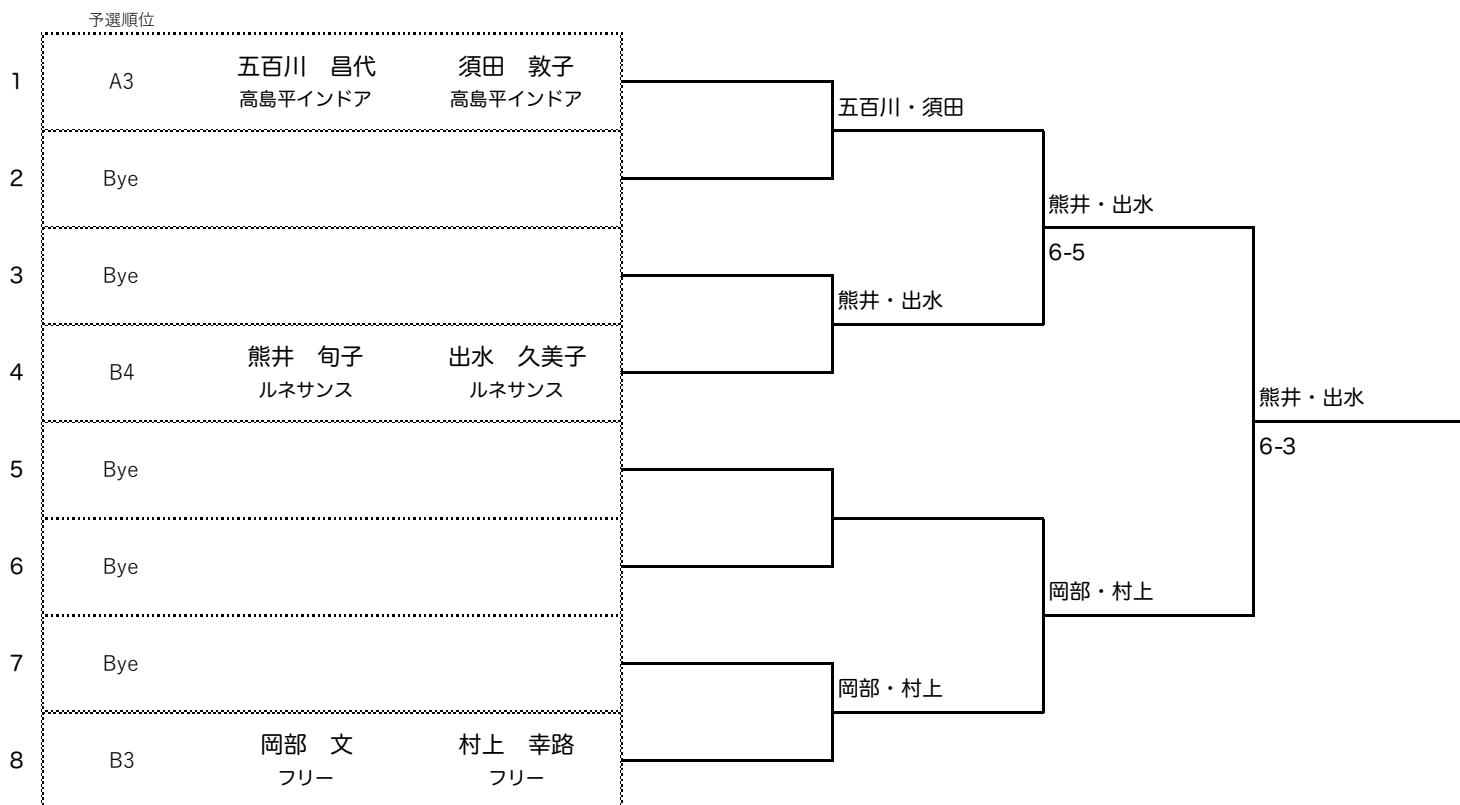 予選順位
1 A3 五百川 昌代 須田 敦子
高島平インドア 高島平インドア
五百川・須田
2 Bye
熊井・出水
6-5
3 Bye
熊井・出水
4 B4 熊井 旬子 出水 久美子
ルネサンス ルネサンス
熊井・出水
6-3
5 Bye
6 Bye
岡部・村上
7 Bye
岡部・村上
8 B3 岡部 文 村上 幸路
フリー フリー